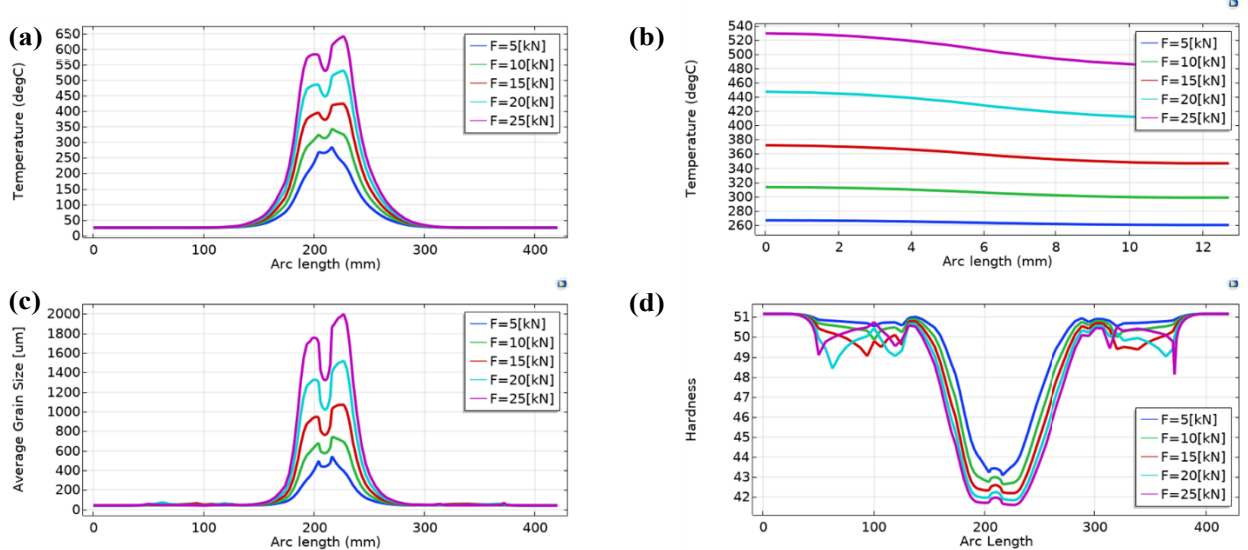 (a)
Temperature (degC)
650
600
550
500
450
400
350
300
250
200
150
100
50
0
0 100 200 300 400
Arc length (mm)
F=5[kN]
F=10[kN]
F=15[kN]
F=20[kN]
F=25[kN]
(b)
Temperature (degC)
540
520
500
480
460
440
420
400
380
360
340
320
300
280
260
0 2 4 6 8 10 12
Arc length (mm)
F=5[kN]
F=10[kN]
F=15[kN]
F=20[kN]
F=25[kN]
(c)
Average Grain Size [um]
2000
1800
1600
1400
1200
1000
800
600
400
200
0
0 100 200 300 400
Arc length (mm)
F=5[kN]
F=10[kN]
F=15[kN]
F=20[kN]
F=25[kN]
(d)
Hardness
51
50
49
48
47
46
45
44
43
42
0 100 200 300 400
Arc Length
F=5[kN]
F=10[kN]
F=15[kN]
F=20[kN]
F=25[kN]